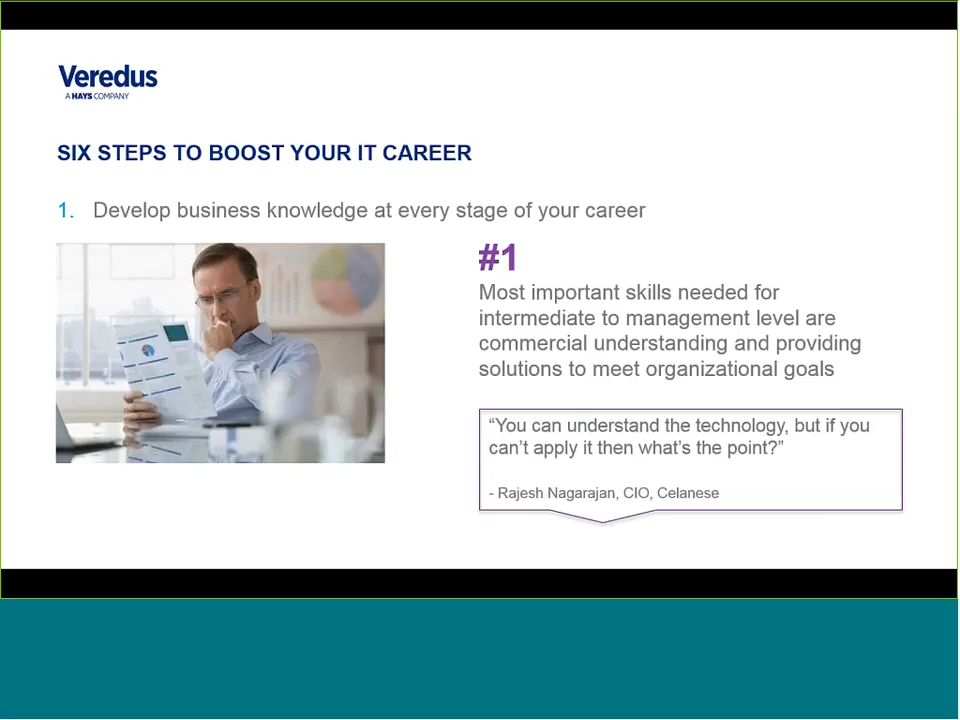 Veredus
A HAYS COMPANY
SIX STEPS TO BOOST YOUR IT CAREER
1. Develop business knowledge at every stage of your career
#1
Most important skills needed for
intermediate to management level are
commercial understanding and providing
solutions to meet organizational goals
“You can understand the technology, but if you
can’t apply it then what’s the point?”
- Rajesh Nagarajan, CIO, Celanese